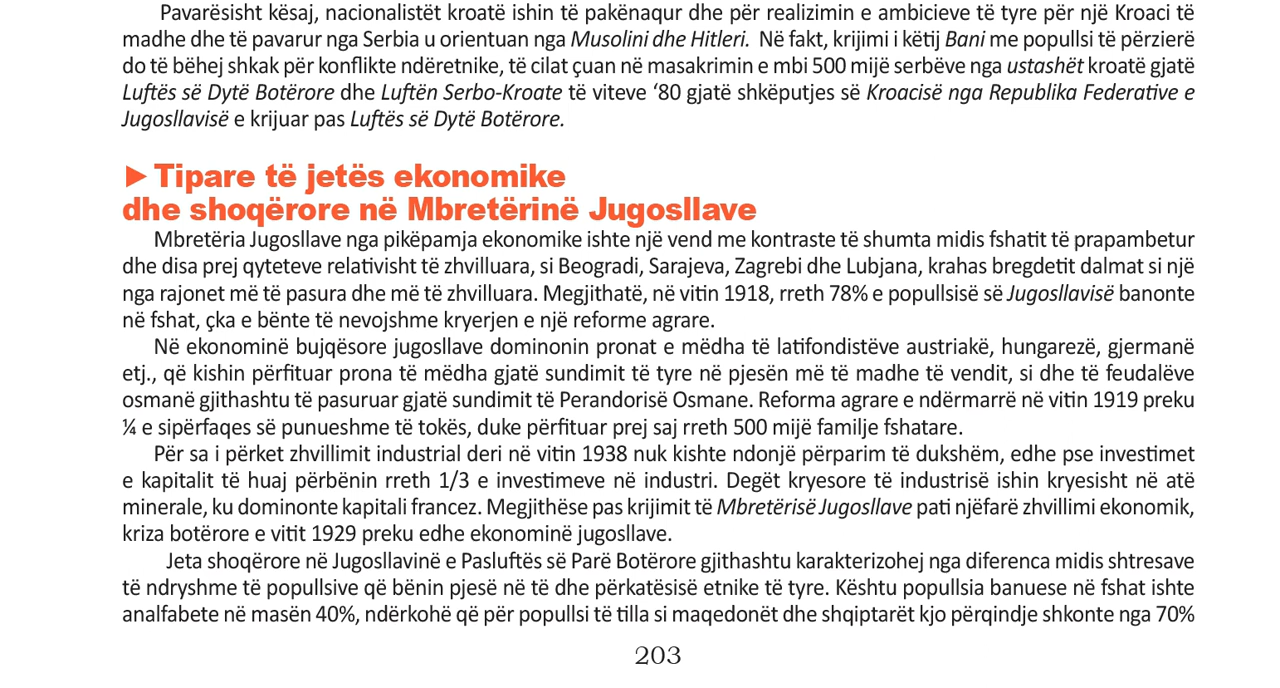 Pavarësisht kësaj, nacionalistët kroatë ishin të pakënaqur dhe për realizimin e ambicieve të tyre për një Kroaci të
madhe dhe të pavarur nga Serbia u orientuan nga Musolini dhe Hitleri. Në fakt, krijimi i këtij Bani me popullsi të përzierë
do të bëhej shkak për konflikte ndëretnike, të cilat çuan në masakrimin e mbi 500 mijë serbëve nga ustashët kroatë gjatë
Luftës së Dytë Botërore dhe Luftën Serbo-Kroate të viteve ‘80 gjatë shkëputjes së Kroacisë nga Republika Federative e
Jugosllavisë e krijuar pas Luftës së Dytë Botërore.
►Tipare të jetës ekonomike
dhe shoqërore në Mbretërinë Jugosllave
Mbretëria Jugosllave nga pikëpamja ekonomike ishte një vend me kontraste të shumta midis fshatit të prapambetur
dhe disa prej qyteteve relativisht të zhvilluara, si Beogradi, Sarajeva, Zagrebi dhe Lubjana, krahas bregdetit dalmat si një
nga rajonet më të pasura dhe më të zhvilluara. Megjithatë, në vitin 1918, rreth 78% e popullsisë së Jugosllavisë banonte
në fshat, çka e bënte të nevojshme kryerjen e një reforme agrare.
Në ekonominë bujqësore jugosllave dominonin pronat e mëdha të latifondistëve austriakë, hungarezë, gjermanë
etj., që kishin përfituar prona të mëdha gjatë sundimit të tyre në pjesën më të madhe të vendit, si dhe të feudalëve
osmanë gjithashtu të pasuruar gjatë sundimit të Perandorisë Osmane. Reforma agrare e ndërmarrë në vitin 1919 preku
¼ e sipërfaqes së punueshme të tokës, duke përfituar prej saj rreth 500 mijë familje fshatare.
Për sa i përket zhvillimit industrial deri në vitin 1938 nuk kishte ndonjë përparim të dukshëm, edhe pse investimet
e kapitalit të huaj përbënin rreth 1/3 e investimeve në industri. Degët kryesore të industrisë ishin kryesisht në atë
minerale, ku dominonte kapitali francez. Megjithëse pas krijimit të Mbretërisë Jugosllave pati njëfarë zhvillimi ekonomik,
kriza botërore e vitit 1929 preku edhe ekonominë jugosllave.
Jeta shoqërore në Jugosllavinë e Pasluftës së Parë Botërore gjithashtu karakterizohej nga diferenca midis shtresave
të ndryshme të popullsive që bënin pjesë në të dhe përkatësisë etnike të tyre. Kështu popullsia banuese në fshat ishte
analfabete në masën 40%, ndërkohë që për popullsi të tilla si maqedonët dhe shqiptarët kjo përqindje shkonte nga 70%
203